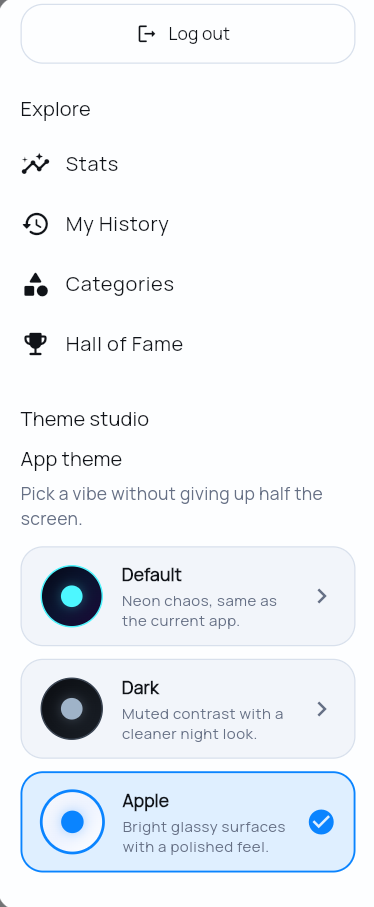 Log out
Explore
Stats
My History
Categories
Hall of Fame
Theme studio
App theme
Pick a vibe without giving up half the
screen.
Default
Neon chaos, same as
the current app.
Dark
Muted contrast with a
cleaner night look.
Apple
Bright glassy surfaces
with a polished feel.